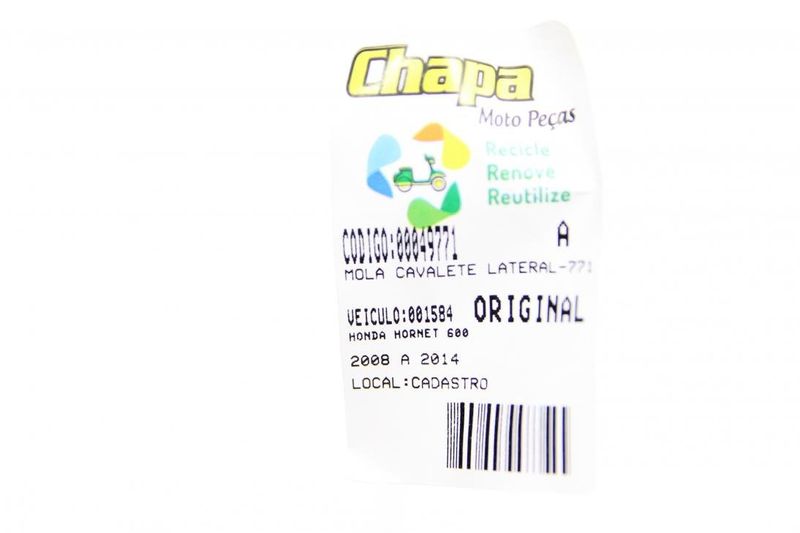 Chapa
Moto Peças
Recicle
Renove
Reutilize
CODIGO:00049771 A
MOLA CAVALETE LATERAL-771
VEICULO:001584 ORIGINAL
HONDA HORNET 600
2008 A 2014
LOCAL:CADASTRO